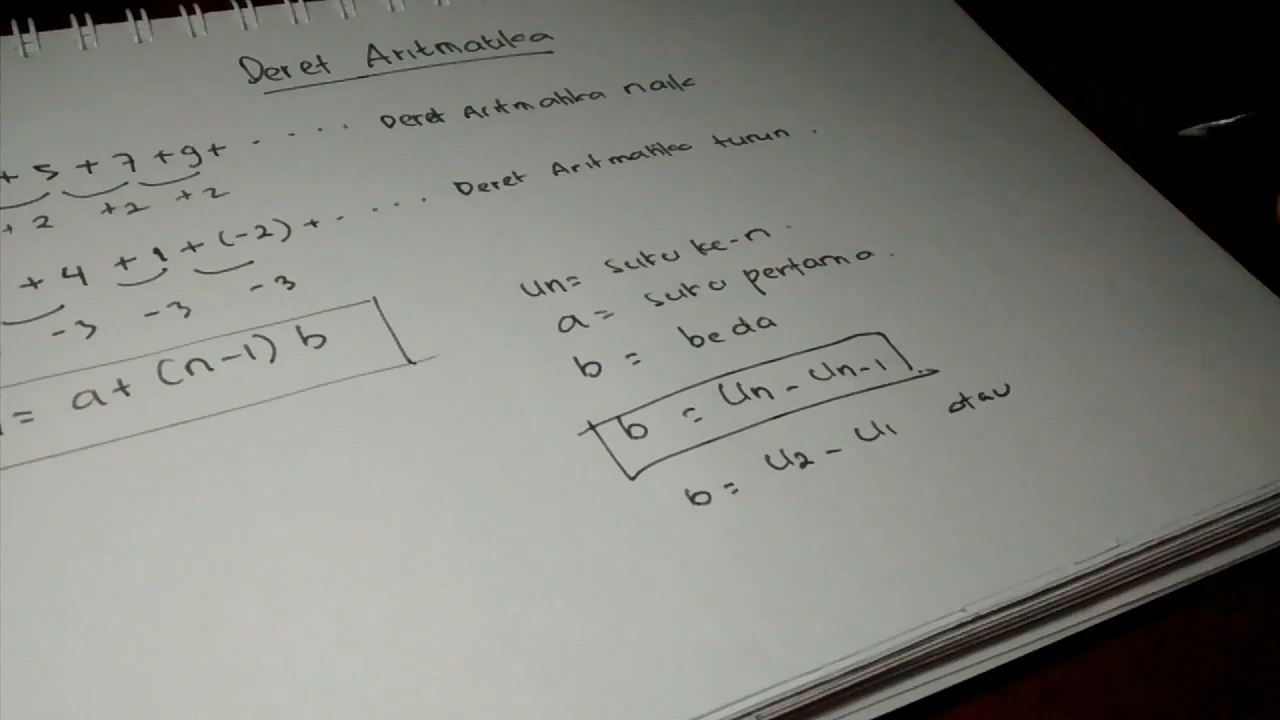 Deret Aritmatika
+ 5 + 7 + 9 + . . . . . Deret Aritmatika naik
+ 2 +2 +2
+ 4 + 1 + (-2) + . . . . . Deret Aritmatika turun .
-3 -3 -3
= a + (n-1) b
Un = suku ke-n .
a = suku pertama .
b = beda
b = Un - Un-1
b = U2 - U1 atau